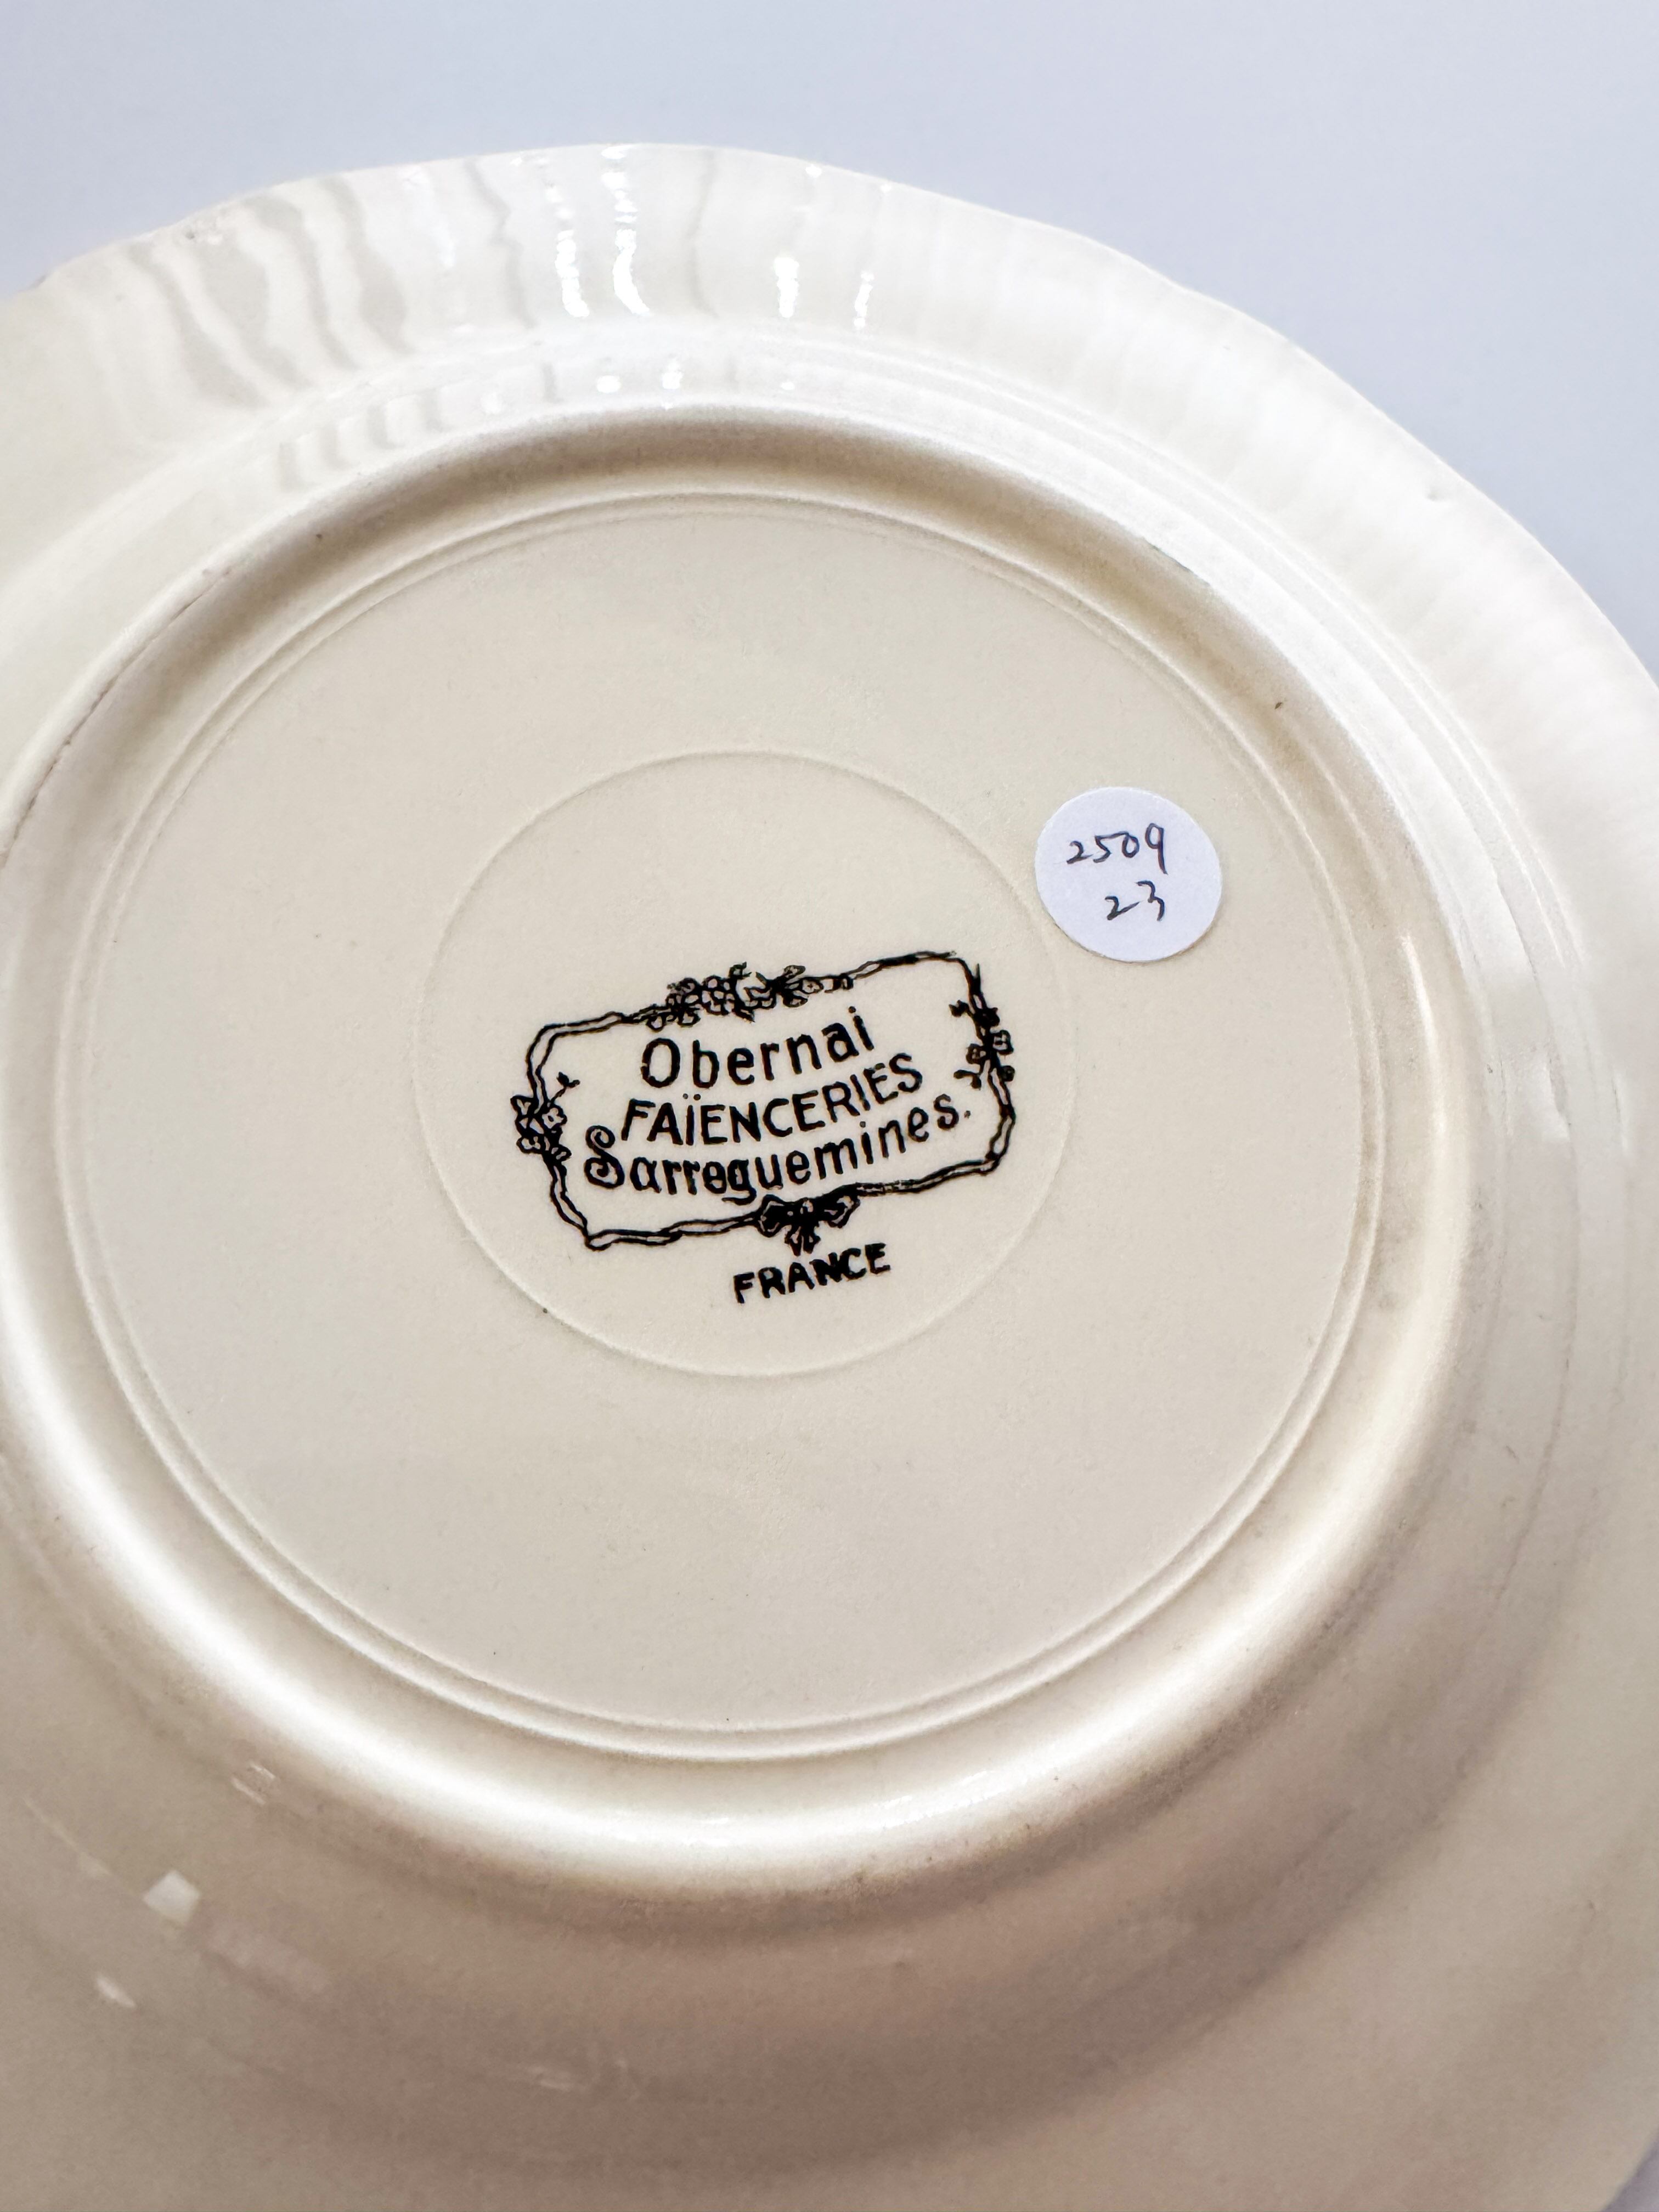 2509
23
Obernai
FAÏENCERIES
Sarreguemines.
FRANCE